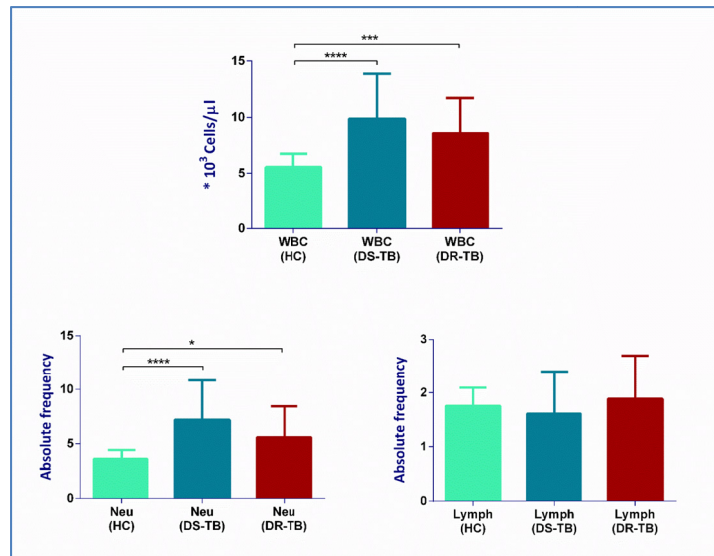 ***
****
15
10
5
0
* 10³ Cells/µl
WBC
(HC)
WBC
(DS-TB)
WBC
(DR-TB)
15
10
5
0
Absolute frequency
*
****
Neu
(HC)
Neu
(DS-TB)
Neu
(DR-TB)
3
2
1
0
Absolute frequency
Lymph
(HC)
Lymph
(DS-TB)
Lymph
(DR-TB)